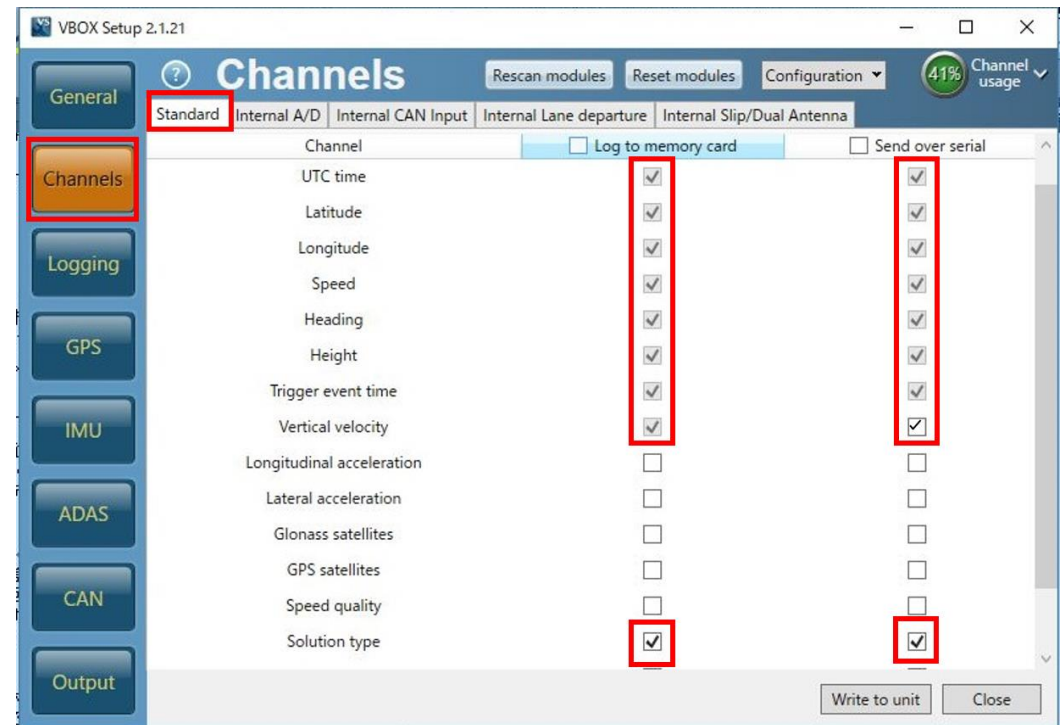 VBOX Setup 2.1.21
General
Channels
Rescan modules
Reset modules
Configuration
41%
Channel usage
Standard
Internal A/D
Internal CAN Input
Internal Lane departure
Internal Slip/Dual Antenna
Channels
Channel
Log to memory card
Send over serial
UTC time
Latitude
Longitude
Logging
Speed
Heading
GPS
Height
Trigger event time
IMU
Vertical velocity
Longitudinal acceleration
Lateral acceleration
ADAS
Glonass satellites
GPS satellites
CAN
Speed quality
Solution type
Output
Write to unit
Close